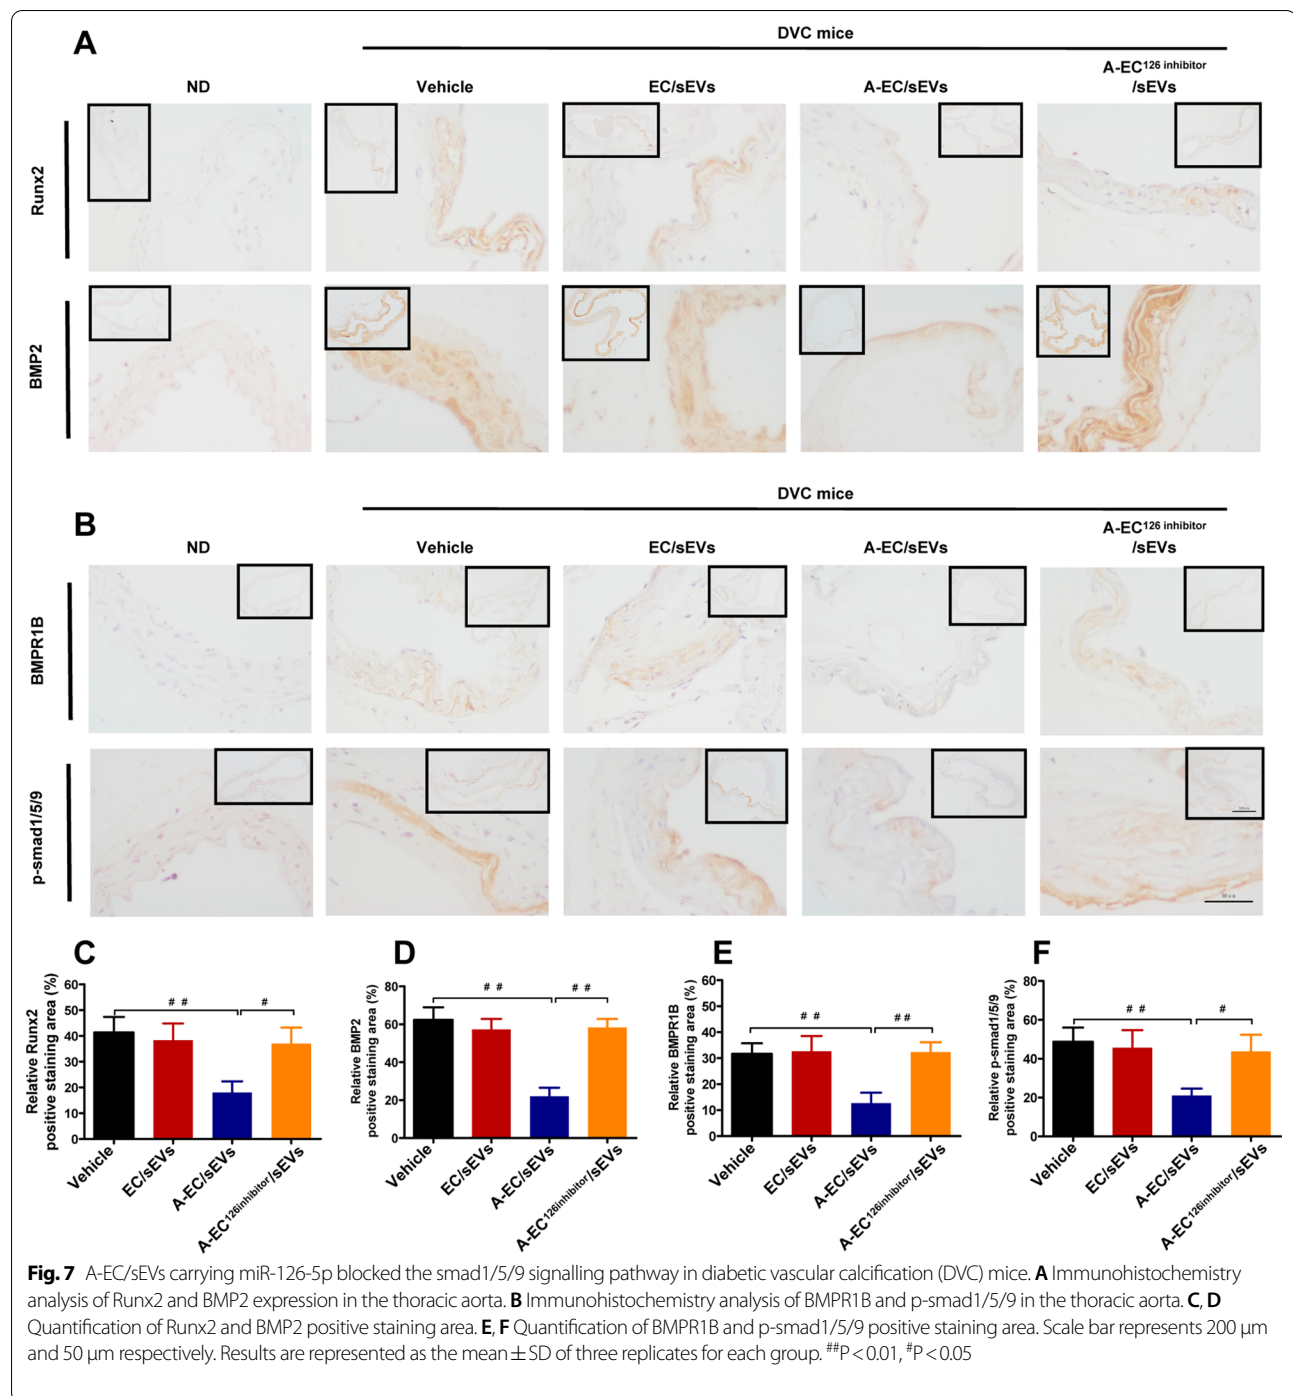 A
DVC mice
ND
Vehicle
EC/sEVs
A-EC/sEVs
A-EC126 inhibitor
/sEVs
Runx2
BMP2
B
DVC mice
ND
Vehicle
EC/sEVs
A-EC/sEVs
A-EC126 inhibitor
/sEVs
BMPR1B
p-smad1/5/9
C
Relative Runx2
positive staining area (%)
60
50
40
30
20
10
0
# #
#
Vehicle
EC/sEVs
A-EC/sEVs
A-EC126inhibitor/sEVs
D
Relative BMP2
positive staining area (%)
80
60
40
20
0
# #
# #
Vehicle
EC/sEVs
A-EC/sEVs
A-EC126inhibitor/sEVs
E
Relative BMPR1B
positive staining area (%)
60
50
40
30
20
10
0
# #
##
Vehicle
EC/sEVs
A-EC/sEVs
A-EC126inhibitor/sEVs
F
Relative p-smad1/5/9
positive staining area (%)
80
60
40
20
0
# #
#
Vehicle
EC/sEVs
A-EC/sEVs
A-EC126inhibitor/sEVs
Fig. 7 A-EC/sEVs carrying miR-126-5p blocked the smad1/5/9 signalling pathway in diabetic vascular calcification (DVC) mice. A Immunohistochemistry
analysis of Runx2 and BMP2 expression in the thoracic aorta. B Immunohistochemistry analysis of BMPR1B and p-smad1/5/9 in the thoracic aorta. C, D
Quantification of Runx2 and BMP2 positive staining area. E, F Quantification of BMPR1B and p-smad1/5/9 positive staining area. Scale bar represents 200 μm
and 50 μm respectively. Results are represented as the mean ± SD of three replicates for each group. ##P < 0.01, #P < 0.05